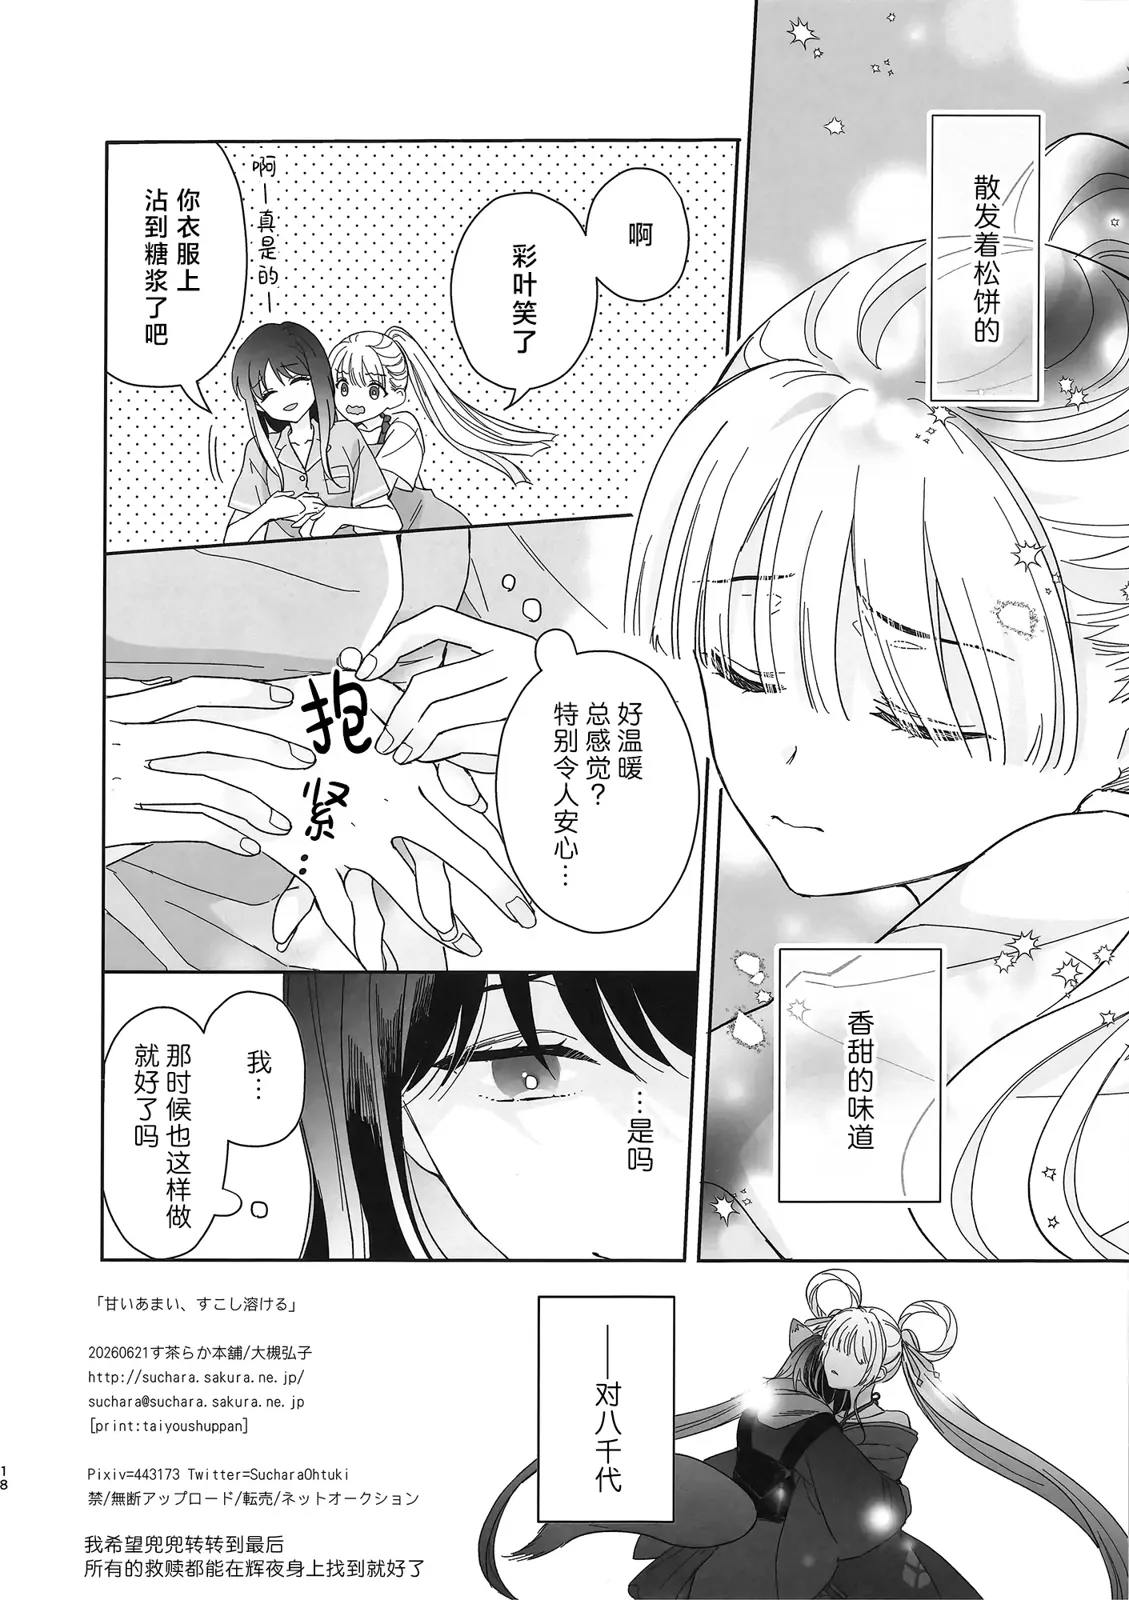 散发着松饼的
香甜的味道
啊
彩叶笑了
啊—真是的—
你衣服上
沾到糖浆了吧
好温暖
总感觉？
特别令人安心…
抱紧…
…是吗
我…
那时候也这样做
就好了吗
——对八千代
「甘いあまい、すこし溶ける」
20260621す茶らか本舗/大槻弘子
http://suchara.sakura.ne.jp/
suchara@suchara.sakura.ne.jp
[print:taiyoushuppan]
Pixiv=443173 Twitter=SucharaOhtuki
禁/無断アップロード/転売/ネットオークション
我希望兜兜转转到最后
所有的救赎都能在辉夜身上找到就好了
18